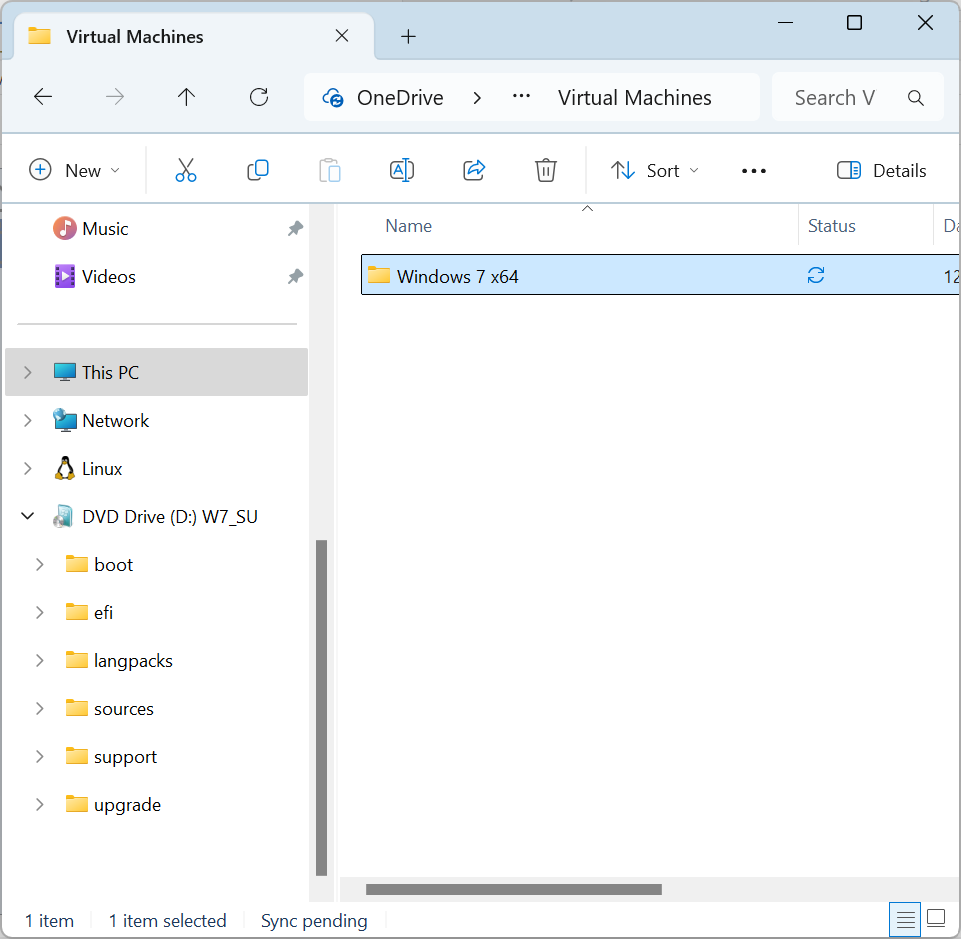 Virtual Machines
OneDrive > ... Virtual Machines Search V
New Sort ... Details
Music
Videos
This PC
Network
Linux
DVD Drive (D:) W7_SU
boot
efi
langpacks
sources
support
upgrade
Name Status Da
Windows 7 x64 12
1 item 1 item selected Sync pending